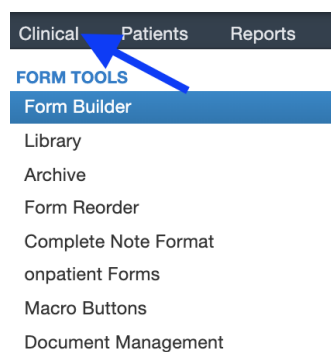 Clinical Patients Reports
FORM TOOLS
Form Builder
Library
Archive
Form Reorder
Complete Note Format
onpatient Forms
Macro Buttons
Document Management